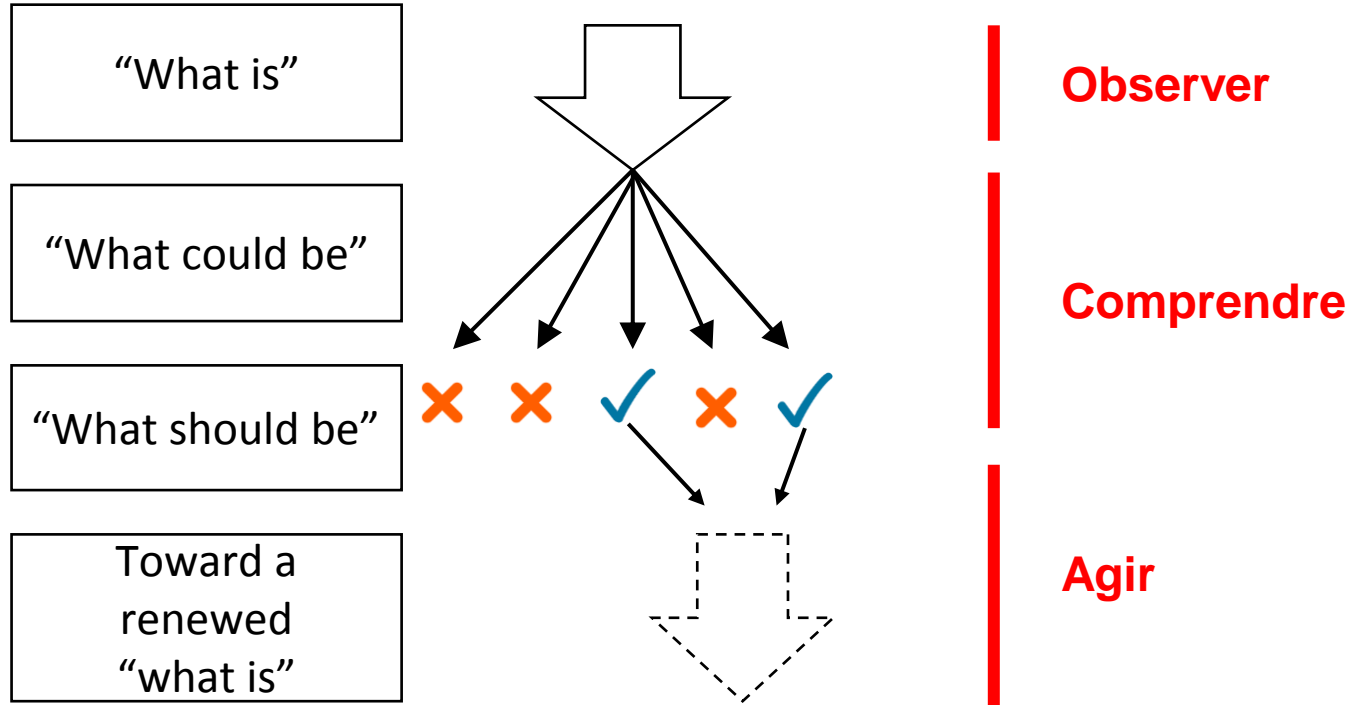 “What is”
Observer
“What could be”
Comprendre
“What should be”
Toward a
renewed
“what is”
Agir